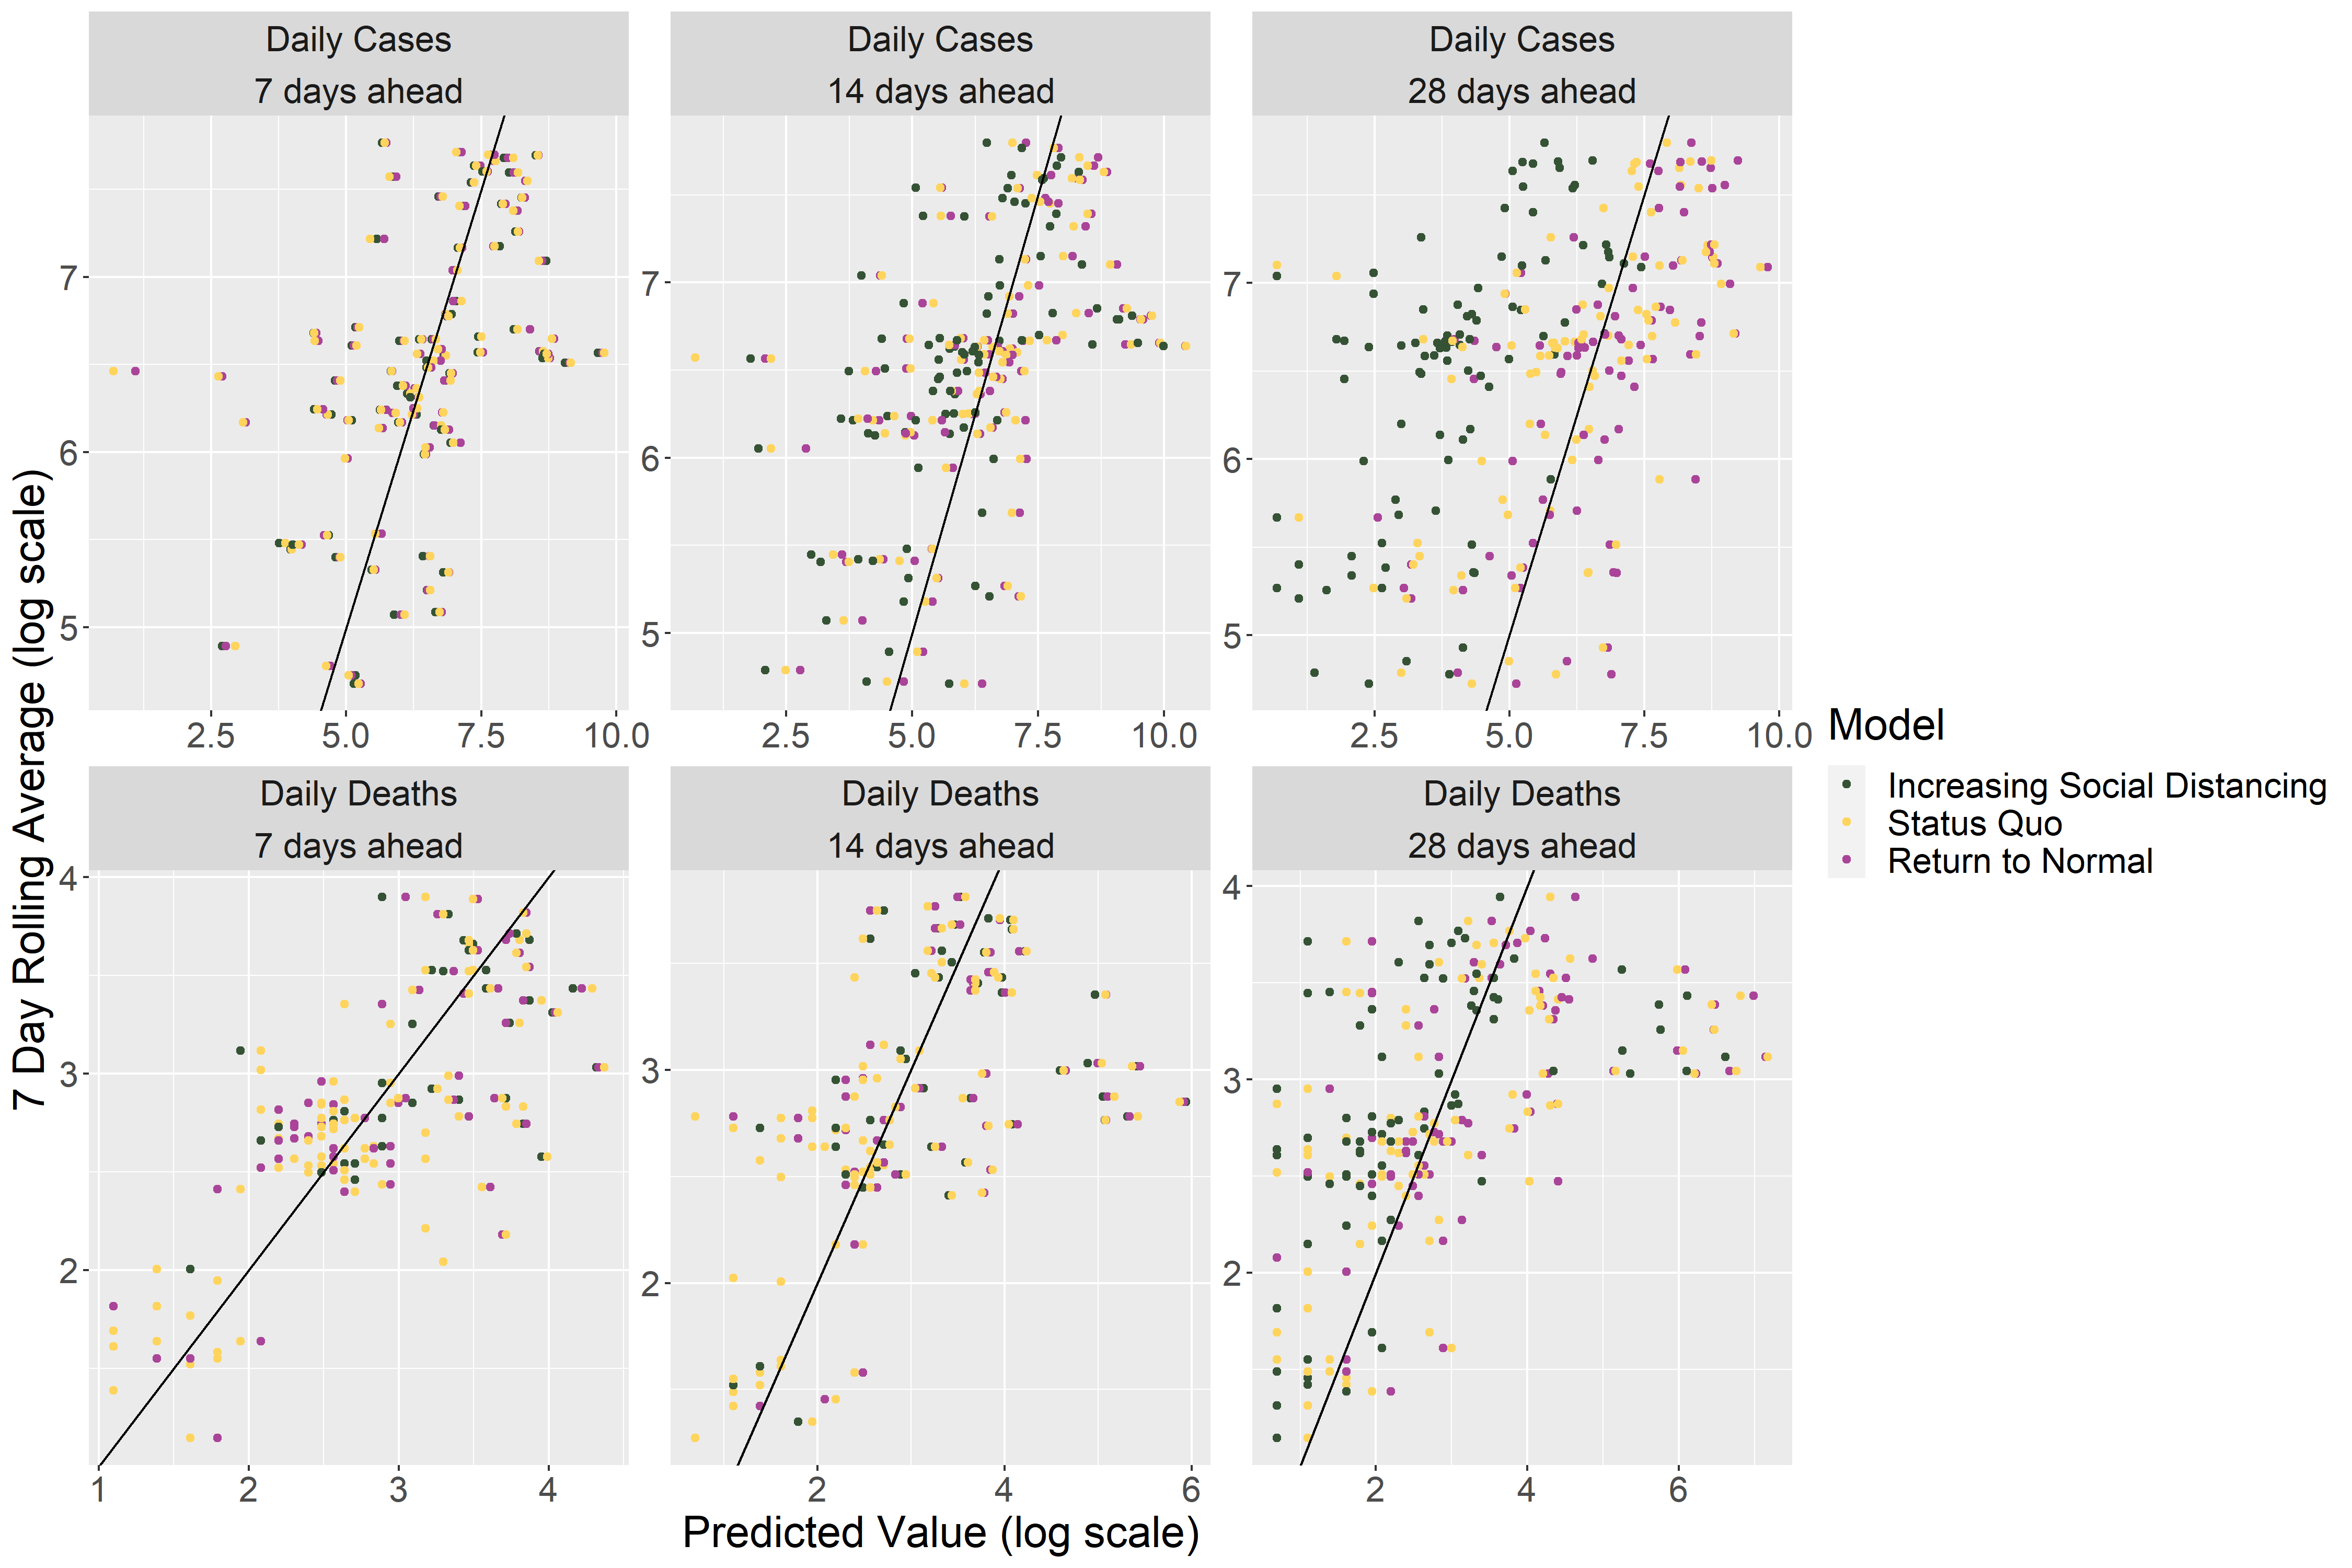 Daily Cases
7 days ahead
Daily Cases
14 days ahead
Daily Cases
28 days ahead
7
6
5
2.5 5.0 7.5 10.0
7
6
5
2.5 5.0 7.5 10.0
7
6
5
2.5 5.0 7.5 10.0
Daily Deaths
7 days ahead
Daily Deaths
14 days ahead
Daily Deaths
28 days ahead
4
3
2
1 2 3 4
3
2
2 4 6
4
3
2
2 4 6
7 Day Rolling Average (log scale)
Predicted Value (log scale)
Model
Increasing Social Distancing
Status Quo
Return to Normal